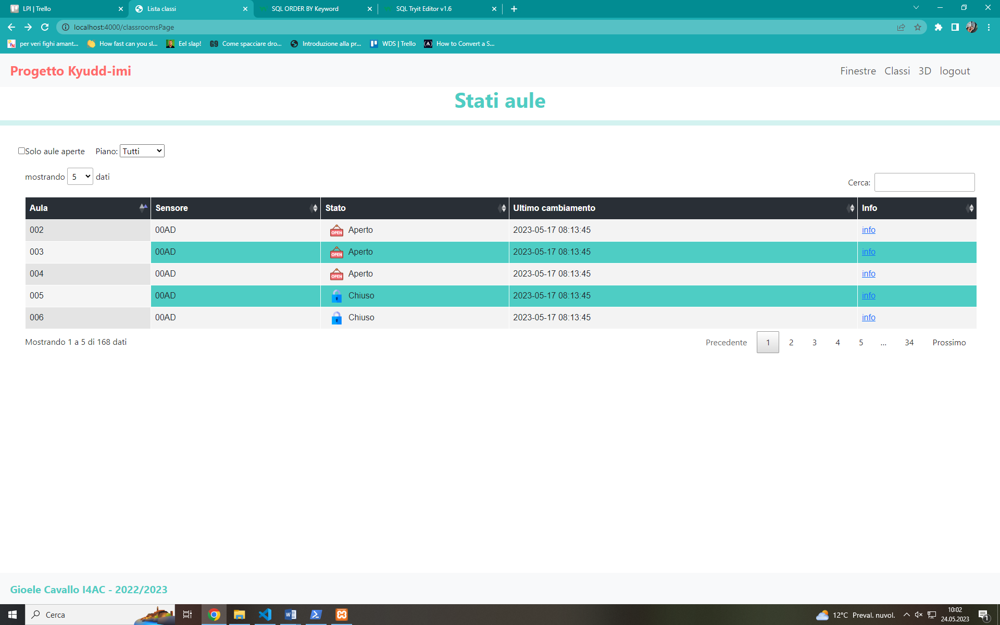 LPI | Trello
Lista classi
SQL ORDER BY Keyword
SQL Tryit Editor v1.6
localhost:4000/classroomsPage
per veri fighi amant...
How fast can you sl...
Eel slap!
G9
Come spacciare dro...
Introduzione alla pr...
WDS | Trello
How to Convert a S...
Progetto Kyudd-imi
Finestre Classi 3D logout
Stati aule
Solo aule aperte Piano: Tutti
mostrando 5 dati
Cerca:
Aula Sensore Stato Ultimo cambiamento Info
002 00AD OPEN Aperto 2023-05-17 08:13:45 info
003 00AD OPEN Aperto 2023-05-17 08:13:45 info
004 00AD OPEN Aperto 2023-05-17 08:13:45 info
005 00AD Chiuso 2023-05-17 08:13:45 info
006 00AD Chiuso 2023-05-17 08:13:45 info
Mostrando 1 a 5 di 168 dati
Precedente 1 2 3 4 5 ... 34 Prossimo
Gioele Cavallo I4AC - 2022/2023
Cerca
12°C Preval. nuvol.
10:02
24.05.2023
1